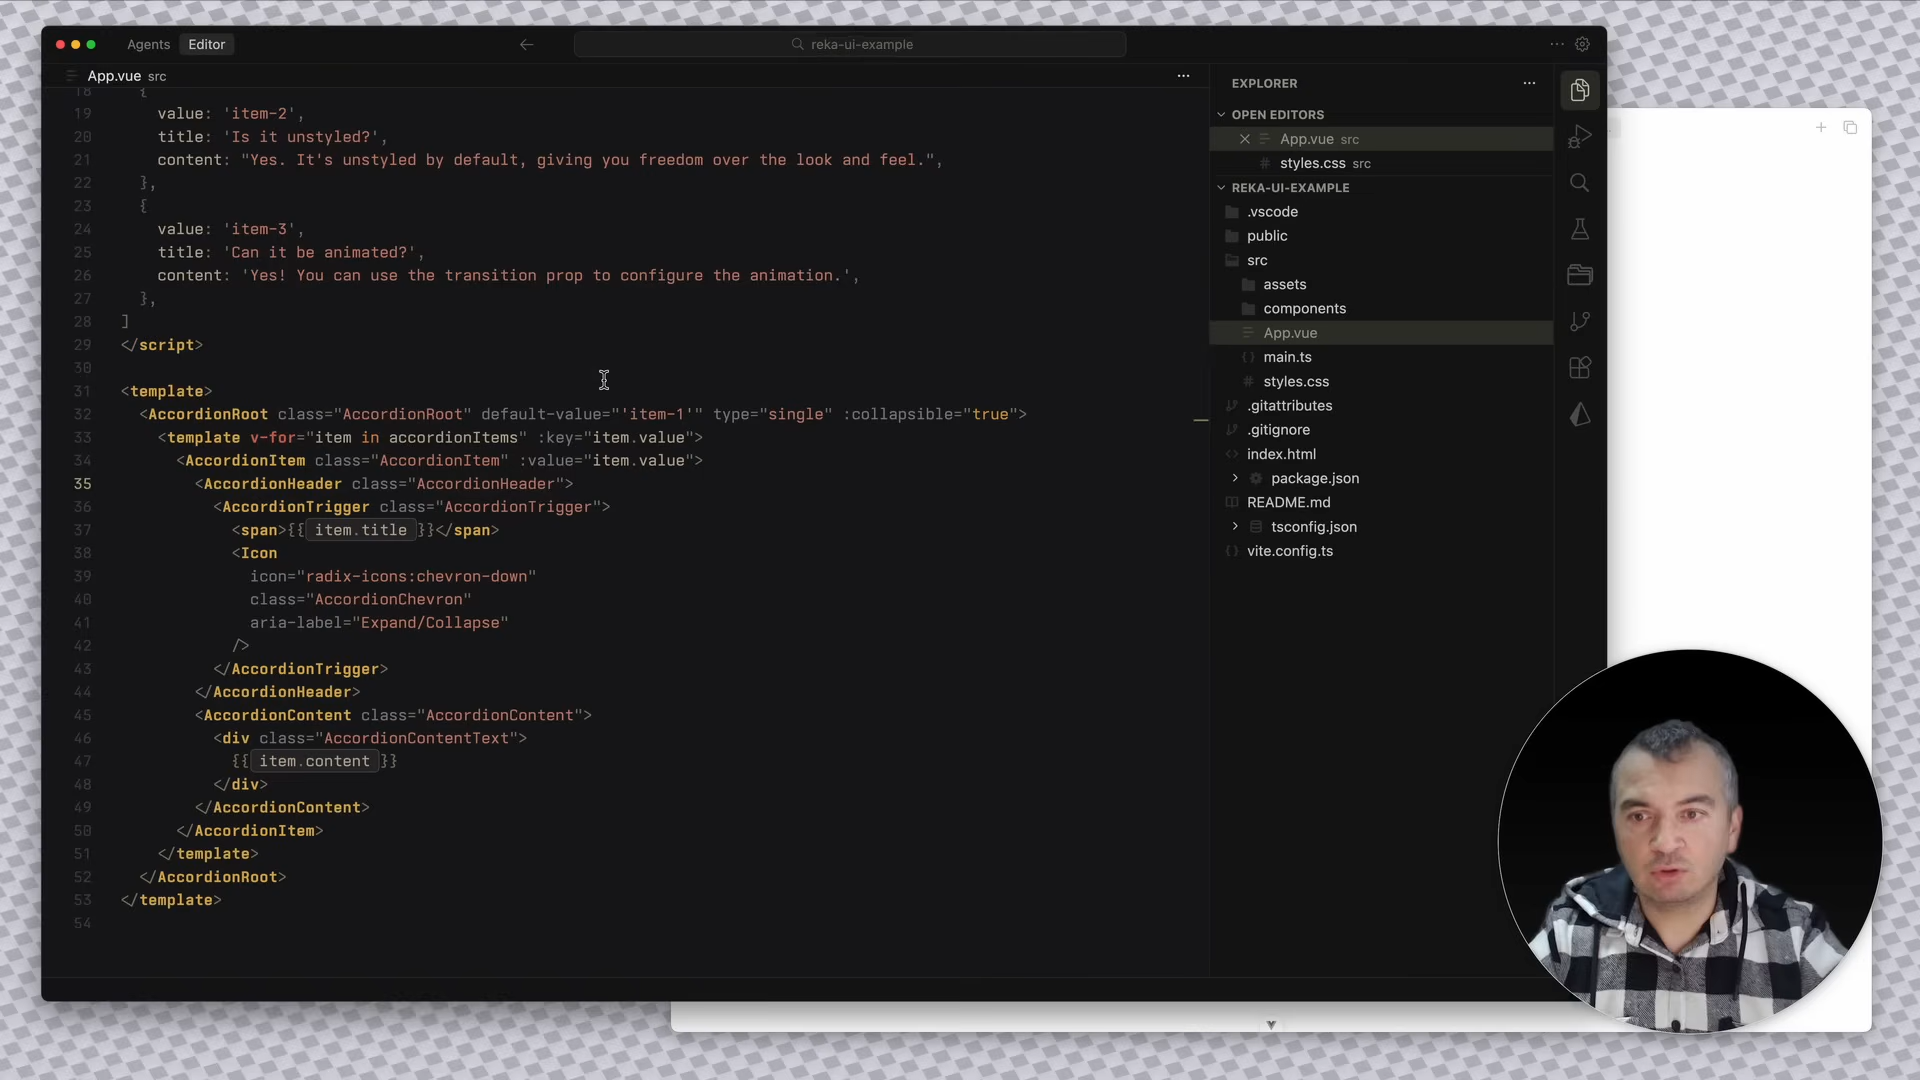 Agents Editor
reka-ui-example
App.vue src
18 {
19 value: 'item-2',
20 title: 'Is it unstyled?',
21 content: "Yes. It's unstyled by default, giving you freedom over the look and feel.",
22 },
23 {
24 value: 'item-3',
25 title: 'Can it be animated?',
26 content: 'Yes! You can use the transition prop to configure the animation.',
27 },
28 ]
29 </script>
30
31 <template>
32 <AccordionRoot class="AccordionRoot" default-value="'item-1'" type="single" :collapsible="true">
33 <template v-for="item in accordionItems" :key="item.value">
34 <AccordionItem class="AccordionItem" :value="item.value">
35 <AccordionHeader class="AccordionHeader">
36 <AccordionTrigger class="AccordionTrigger">
37 <span>{{ item.title }}</span>
38 <Icon
39 icon="radix-icons:chevron-down"
40 class="AccordionChevron"
41 aria-label="Expand/Collapse"
42 />
43 </AccordionTrigger>
44 </AccordionHeader>
45 <AccordionContent class="AccordionContent">
46 <div class="AccordionContentText">
47 {{ item.content }}
48 </div>
49 </AccordionContent>
50 </AccordionItem>
51 </template>
52 </AccordionRoot>
53 </template>
54
EXPLORER
OPEN EDITORS
App.vue src
# styles.css src
REKA-UI-EXAMPLE
.vscode
public
src
assets
components
App.vue
{} main.ts
# styles.css
.gitattributes
.gitignore
<> index.html
package.json
README.md
tsconfig.json
{} vite.config.ts